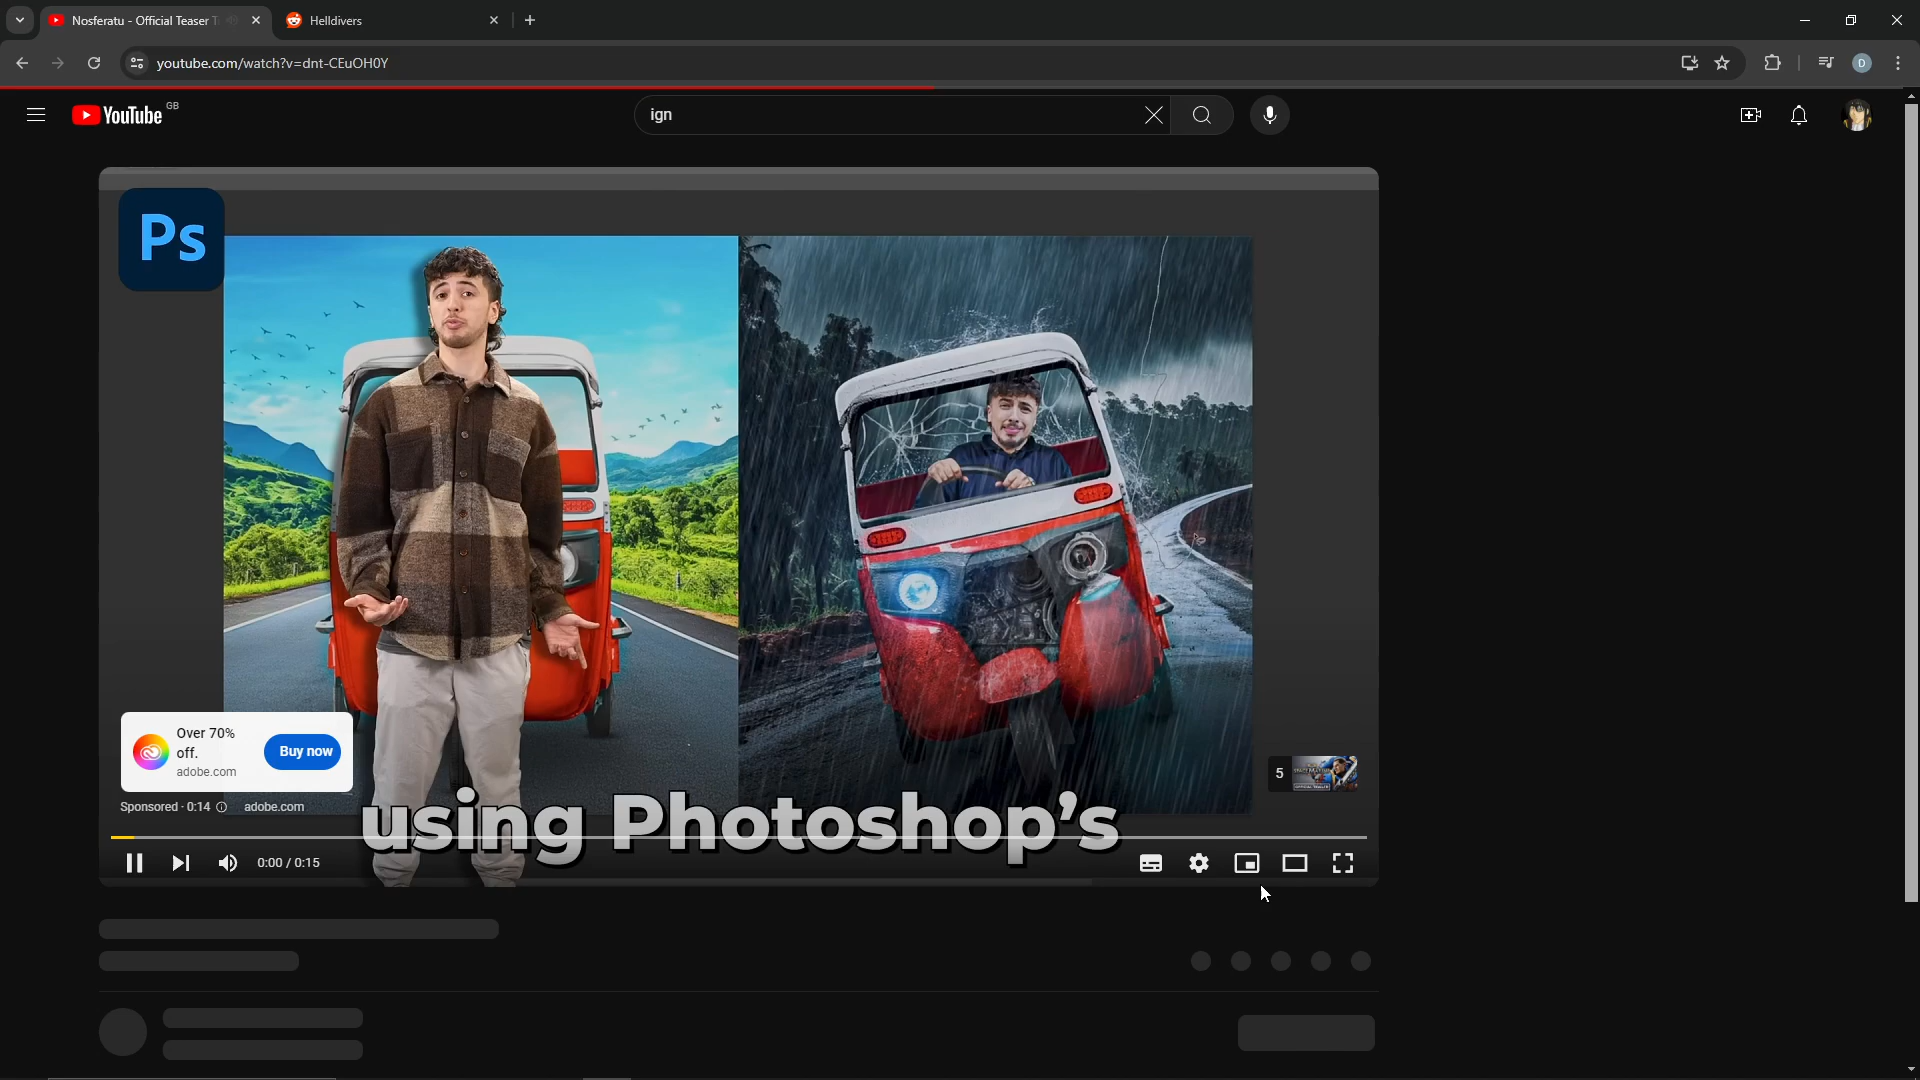 Nosferatu - Official Teaser T
Helldivers
youtube.com/watch?v=dnt-CEuOH0Y
YouTube GB
ign
Ps
Over 70%
off.
adobe.com
Buy now
5
Sponsored · 0:14
adobe.com
using Photoshop's
0:00 / 0:15
D